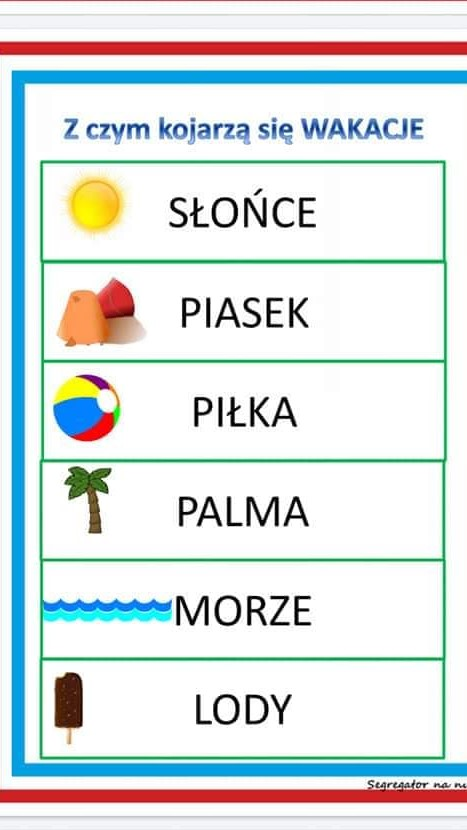 Z czym kojarzą się WAKACJE
SŁOŃCE
PIASEK
PIŁKA
PALMA
MORZE
LODY
Segregator na